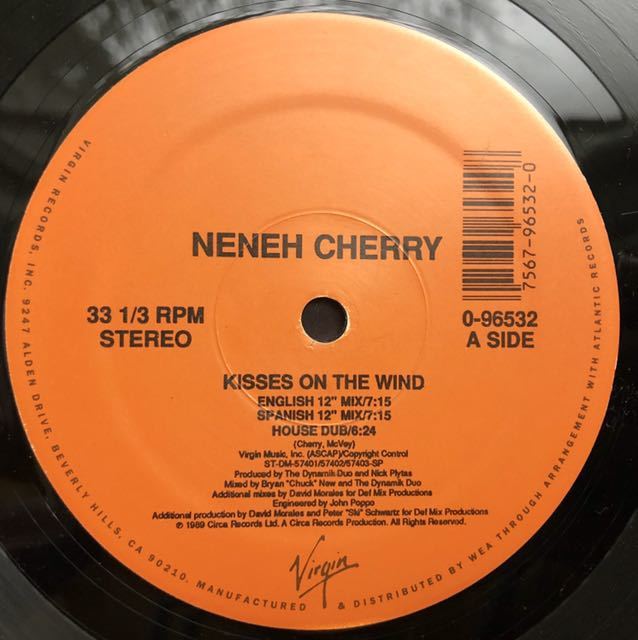 NENEH CHERRY
7567-96532-0
33 1/3 RPM
STEREO
0-96532
A SIDE
KISSES ON THE WIND
ENGLISH 12" MIX/7:15
SPANISH 12" MIX/7:15
HOUSE DUB/6:24
(Cherry, McVey)
Virgin Music, Inc. (ASCAP)/Copyright Control
ST-DM-57401/57402/57403-SP
Produced by The Dynamik Duo and Nick Plytas
Mixed by Bryan "Chuck" New and The Dynamik Duo
Additional mixes by David Morales for Def Mix Productions
Engineered by John Poppo
Additional production by David Morales and Peter "Ski" Schwartz for Def Mix Productions
℗ 1989 Circa Records Ltd. A Circa Records Production. All Rights Reserved.
Virgin
VIRGIN RECORDS, INC. 9247 ALDEN DRIVE, BEVERLY HILLS, CA 90210. MANUFACTURED & DISTRIBUTED BY WEA THROUGH ARRANGEMENT WITH ATLANTIC RECORDS